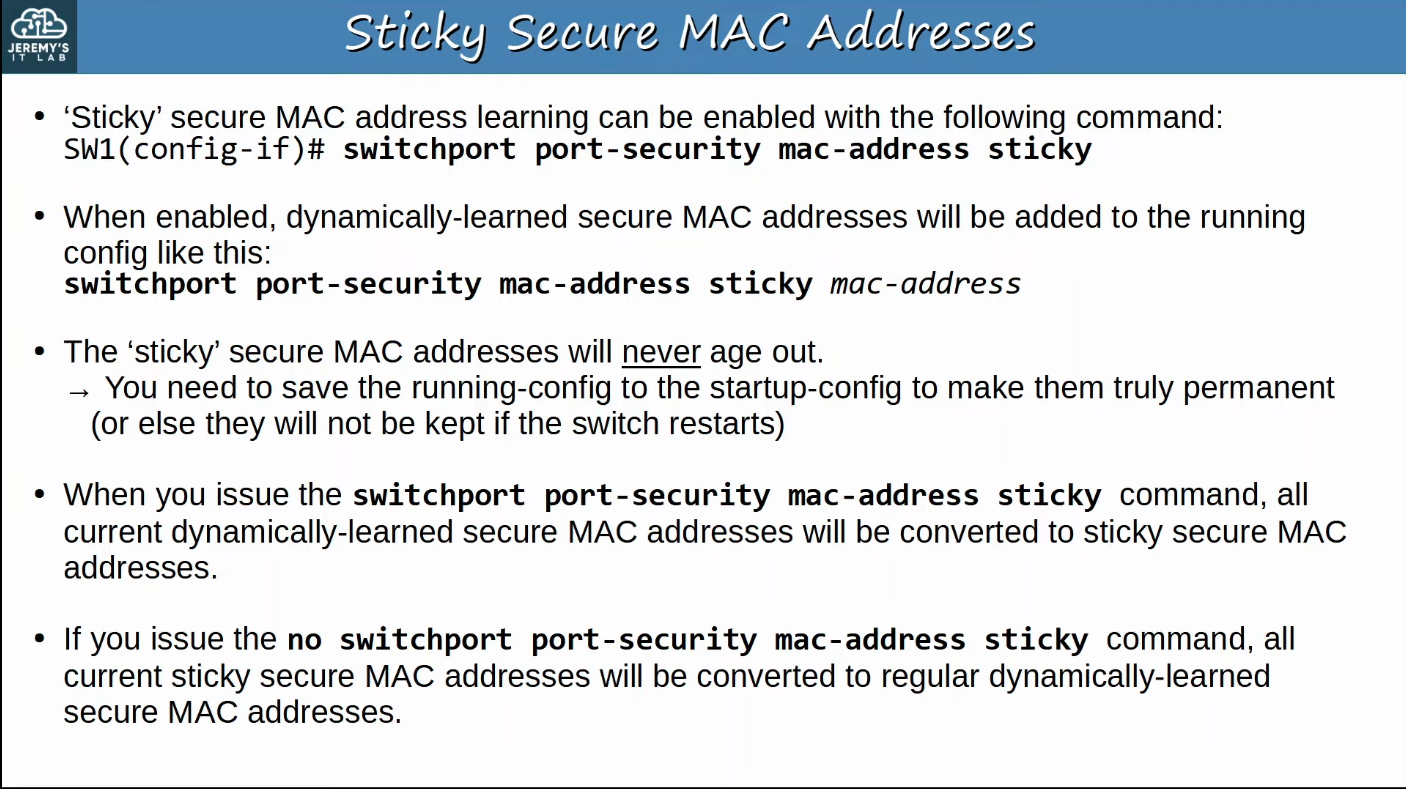 JEREMY'S
IT LAB
Sticky Secure MAC Addresses
• ‘Sticky’ secure MAC address learning can be enabled with the following command:
SW1(config-if)# switchport port-security mac-address sticky
• When enabled, dynamically-learned secure MAC addresses will be added to the running
config like this:
switchport port-security mac-address sticky mac-address
• The ‘sticky’ secure MAC addresses will never age out.
→ You need to save the running-config to the startup-config to make them truly permanent
(or else they will not be kept if the switch restarts)
• When you issue the switchport port-security mac-address sticky command, all
current dynamically-learned secure MAC addresses will be converted to sticky secure MAC
addresses.
• If you issue the no switchport port-security mac-address sticky command, all
current sticky secure MAC addresses will be converted to regular dynamically-learned
secure MAC addresses.